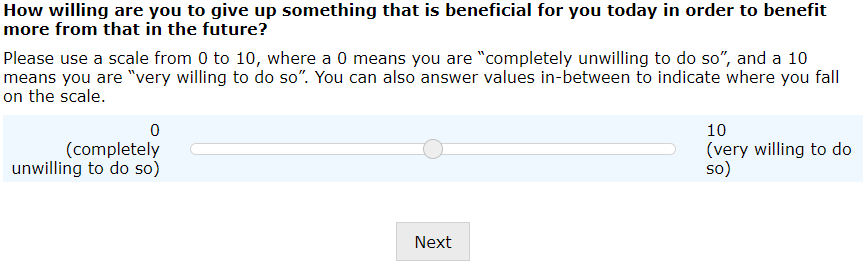 How willing are you to give up something that is beneficial for you today in order to benefit
more from that in the future?
Please use a scale from 0 to 10, where a 0 means you are “completely unwilling to do so”, and a 10
means you are “very willing to do so”. You can also answer values in-between to indicate where you fall
on the scale.
0
(completely
unwilling to do so)
10
(very willing to do
so)
Next